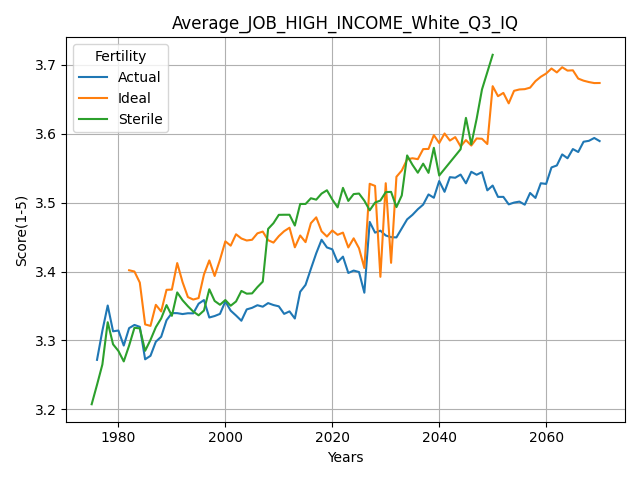 Average_JOB_HIGH_INCOME_White_Q3_IQ
Fertility
Actual
Ideal
Sterile
Score(1-5)
3.7
3.6
3.5
3.4
3.3
3.2
1980 2000 2020 2040 2060
Years